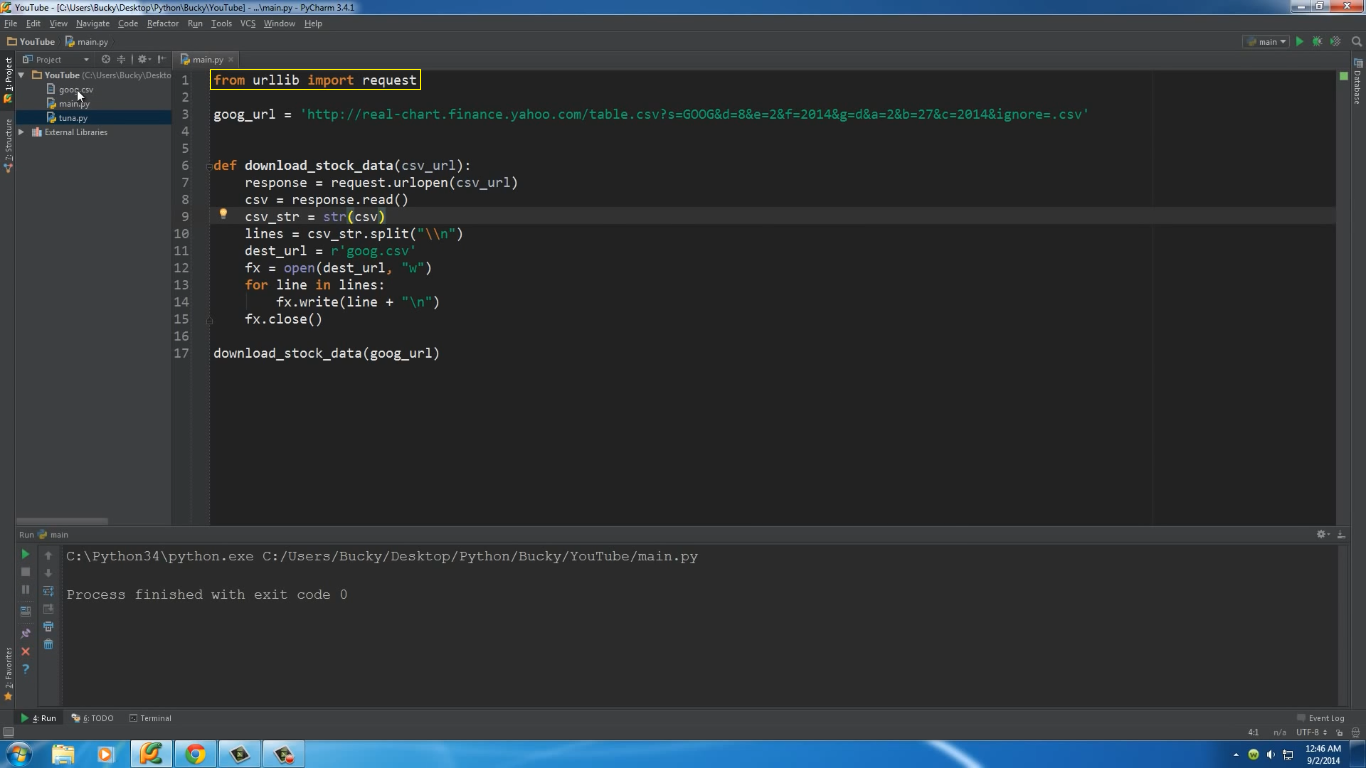 YouTube - [C:\Users\Bucky\Desktop\Python\Bucky\YouTube] - ...\main.py - PyCharm 3.4.1
File Edit View Navigate Code Refactor Run Tools VCS Window Help
YouTube main.py
main
Project
main.py
1: Project
2: Structure
2: Favorites
Database
YouTube (C:\Users\Bucky\Deskto
goog.csv
main.py
tuna.py
External Libraries
1 from urllib import request
2
3 goog_url = 'http://real-chart.finance.yahoo.com/table.csv?s=GOOG&d=8&e=2&f=2014&g=d&a=2&b=27&c=2014&ignore=.csv'
4
5
6 def download_stock_data(csv_url):
7 response = request.urlopen(csv_url)
8 csv = response.read()
9 csv_str = str(csv)
10 lines = csv_str.split("\\n")
11 dest_url = r'goog.csv'
12 fx = open(dest_url, "w")
13 for line in lines:
14 fx.write(line + "\n")
15 fx.close()
16
17 download_stock_data(goog_url)
Run main
C:\Python34\python.exe C:/Users/Bucky/Desktop/Python/Bucky/YouTube/main.py
Process finished with exit code 0
4: Run 6: TODO Terminal
Event Log
4:1 n/a UTF-8
12:46 AM
9/2/2014